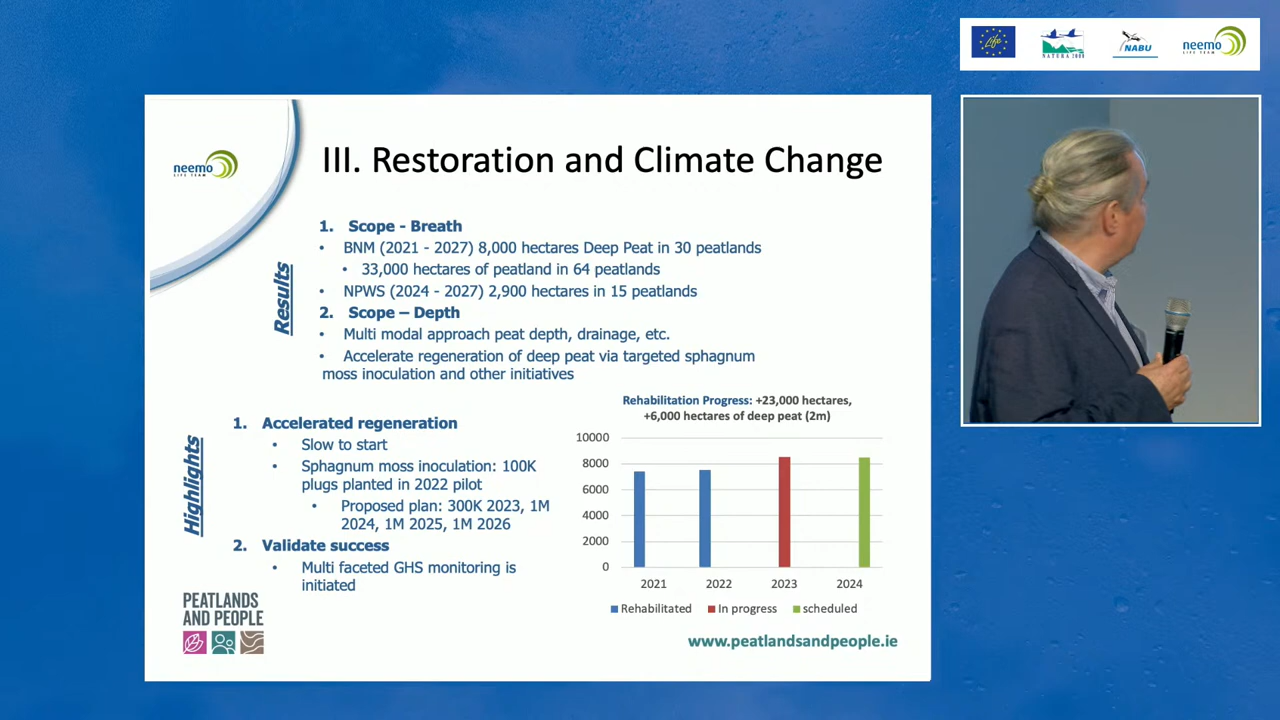 Life
NATURA 2000
NABU
neemo
LIFE TEAM
neemo
LIFE TEAM
III. Restoration and Climate Change
Results
1. Scope - Breath
• BNM (2021 - 2027) 8,000 hectares Deep Peat in 30 peatlands
• 33,000 hectares of peatland in 64 peatlands
• NPWS (2024 - 2027) 2,900 hectares in 15 peatlands
2. Scope – Depth
• Multi modal approach peat depth, drainage, etc.
• Accelerate regeneration of deep peat via targeted sphagnum
moss inoculation and other initiatives
Highlights
1. Accelerated regeneration
• Slow to start
• Sphagnum moss inoculation: 100K
plugs planted in 2022 pilot
• Proposed plan: 300K 2023, 1M
2024, 1M 2025, 1M 2026
2. Validate success
• Multi faceted GHS monitoring is
initiated
Rehabilitation Progress: +23,000 hectares,
+6,000 hectares of deep peat (2m)
10000
8000
6000
4000
2000
0
2021 2022 2023 2024
Rehabilitated In progress scheduled
PEATLANDS
AND PEOPLE
www.peatlandsandpeople.ie